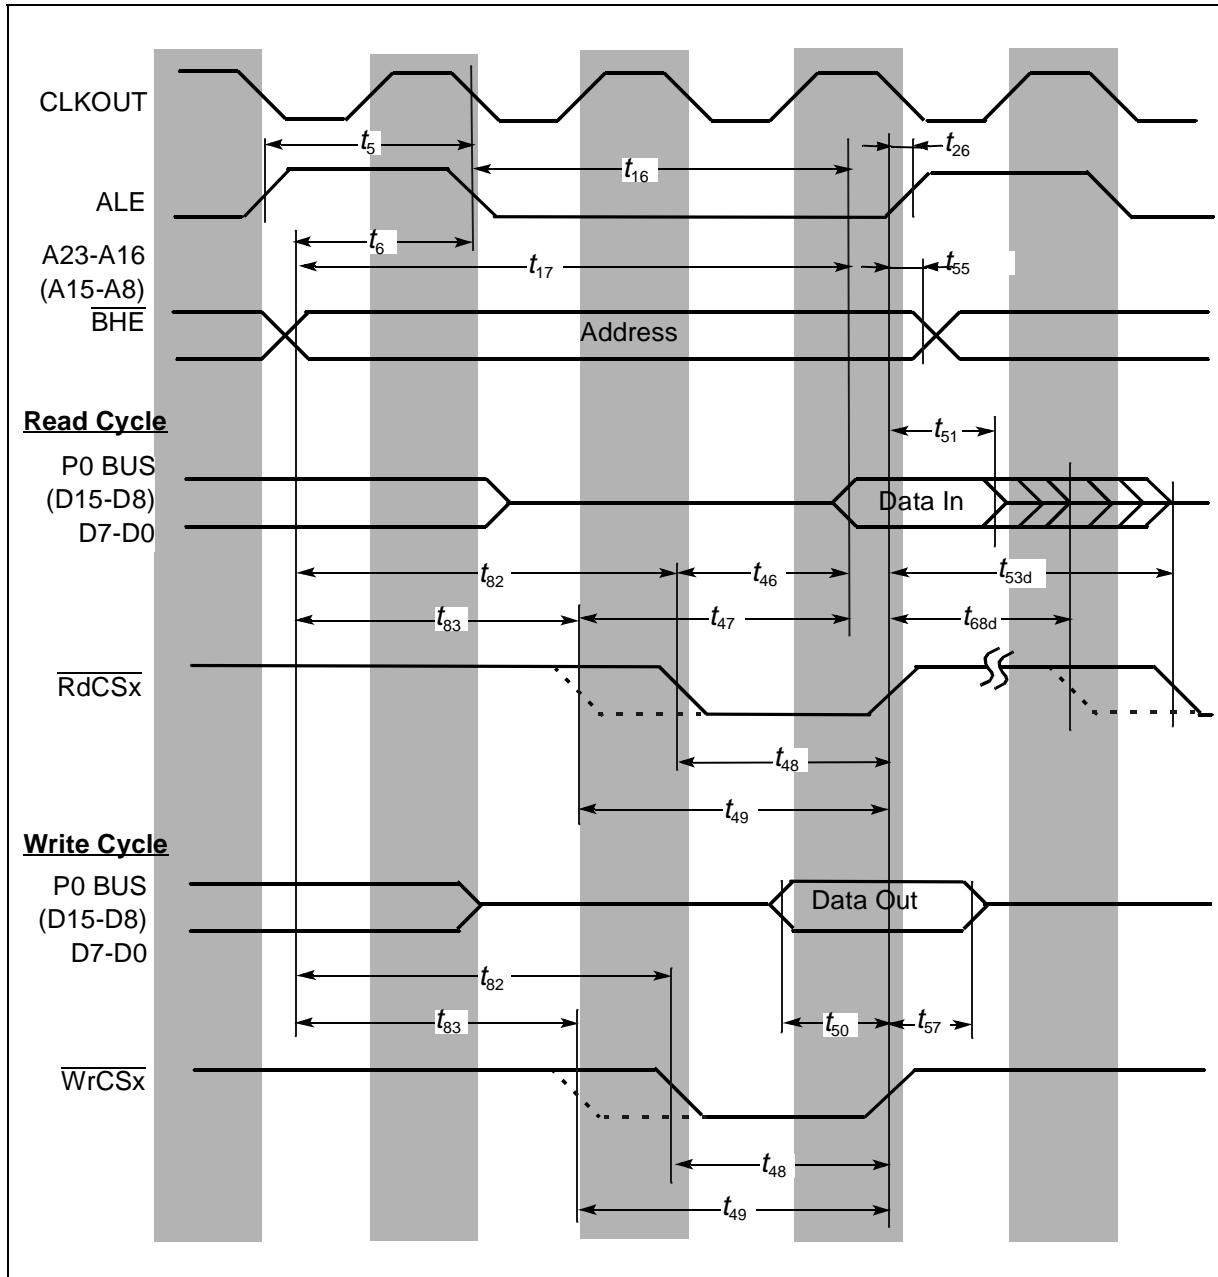 CLKOUT
t5
t26
t16
ALE
t6
A23-A16
t17
t55
(A15-A8)
BHE
Address
Read Cycle
t51
P0 BUS
(D15-D8)
Data In
D7-D0
t82
t46
t53d
t83
t47
t68d
RdCSx
t48
t49
Write Cycle
P0 BUS
Data Out
(D15-D8)
D7-D0
t82
t83
t50
t57
WrCSx
t48
t49